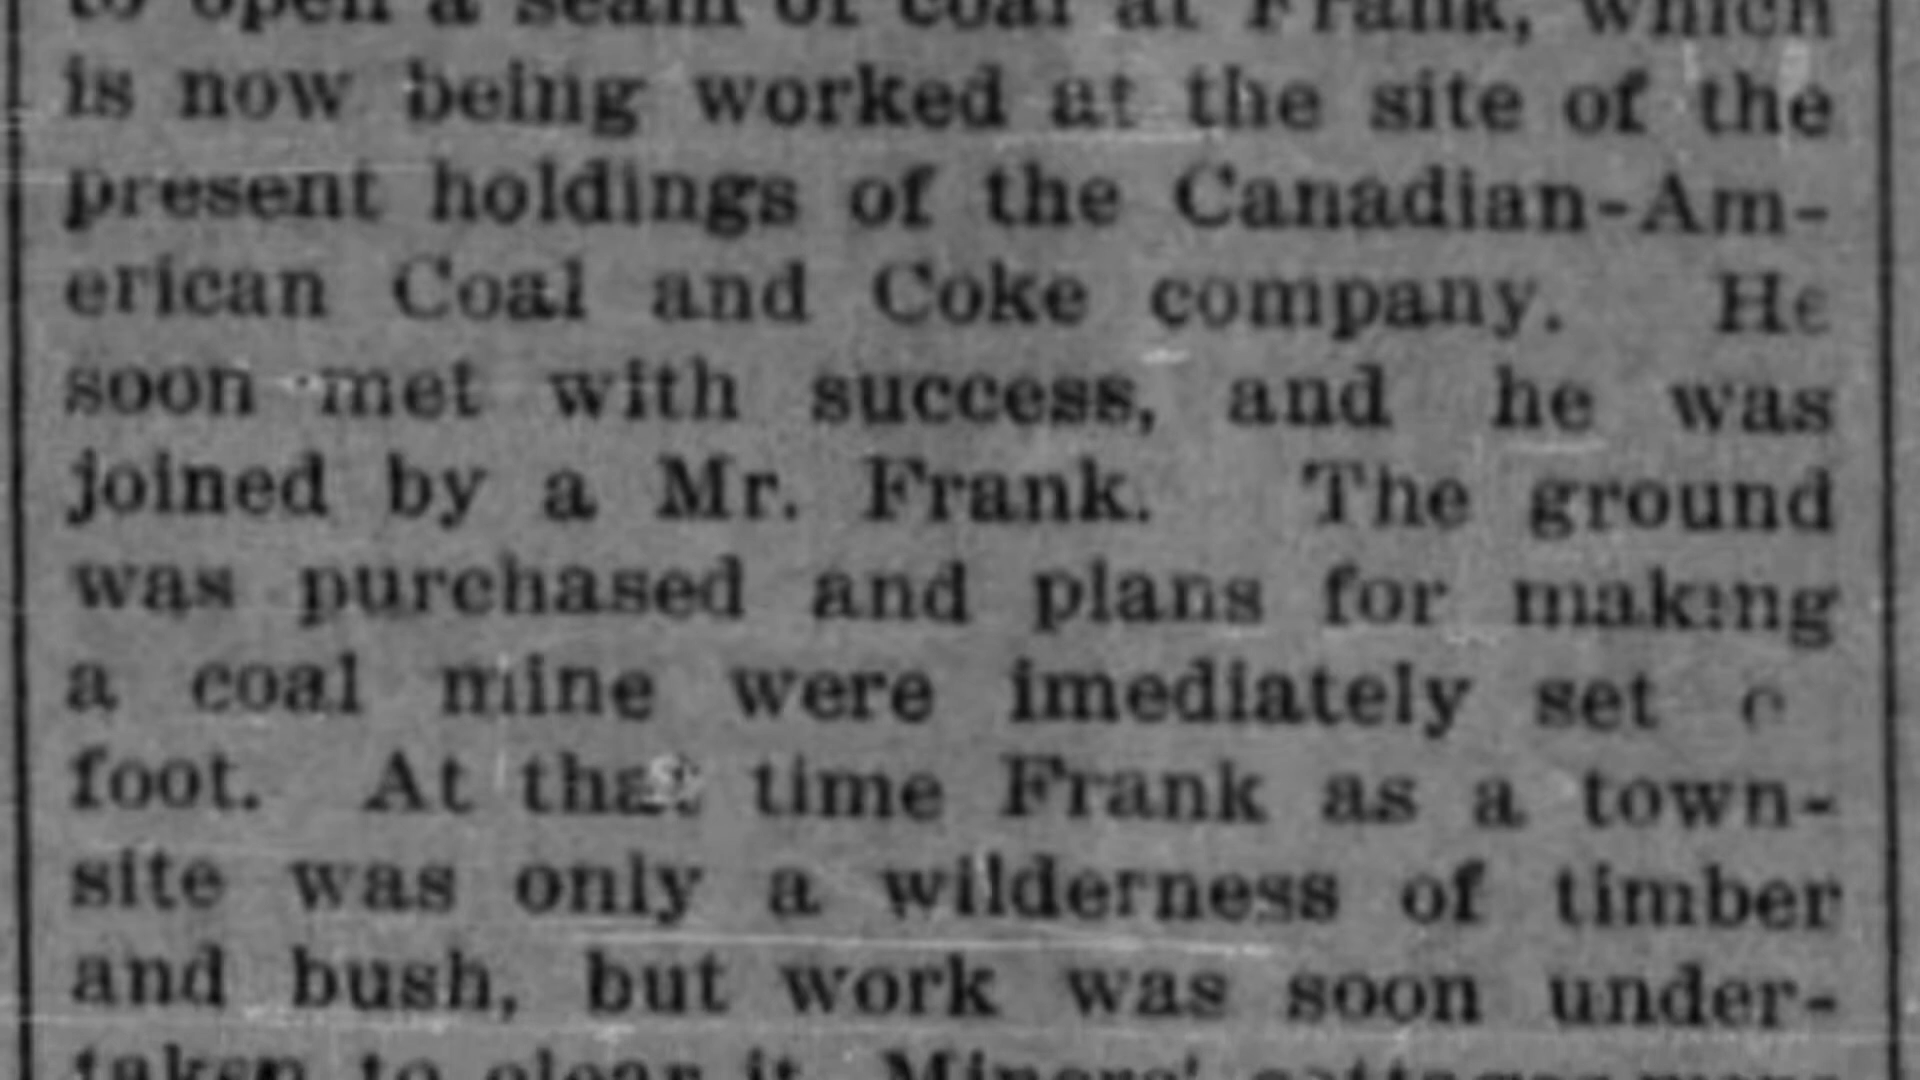 to open a seam of coal at Frank, which
is now being worked at the site of the
present holdings of the Canadian-Am-
erican Coal and Coke company. He
soon met with success, and he was
joined by a Mr. Frank. The ground
was purchased and plans for making
a coal mine were imediately set
foot. At that time Frank as a town-
site was only a wilderness of timber
and bush, but work was soon under-
taken to clear it. Miners' cottages were